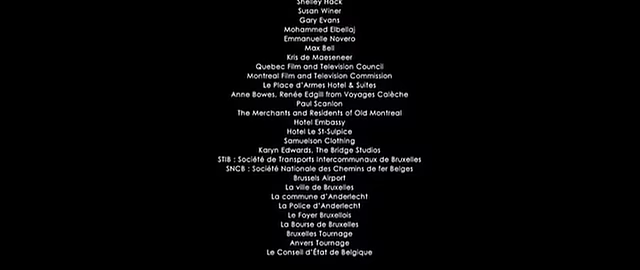 Shelley Hack
Susan Winer
Gary Evans
Mohammed Elbellaj
Emmanuelle Novero
Max Bell
Kris de Maeseneer
Quebec Film and Television Council
Montreal Film and Television Commission
Le Place d'Armes Hotel & Suites
Anne Bowes, Renée Edgill from Voyages Calèche
Paul Scanlon
The Merchants and Residents of Old Montreal
Hotel Embassy
Hotel Le St-Sulpice
Samuelson Clothing
Karyn Edwards, The Bridge Studios
STIB : Société de Transports Intercommunaux de Bruxelles
SNCB : Société Nationale des Chemins de fer Belges
Brussels Airport
La ville de Bruxelles
La commune d'Anderlecht
La Police d'Anderlecht
Le Foyer Bruxellois
La Bourse de Bruxelles
Bruxelles Tournage
Anvers Tournage
Le Conseil d'État de Belgique